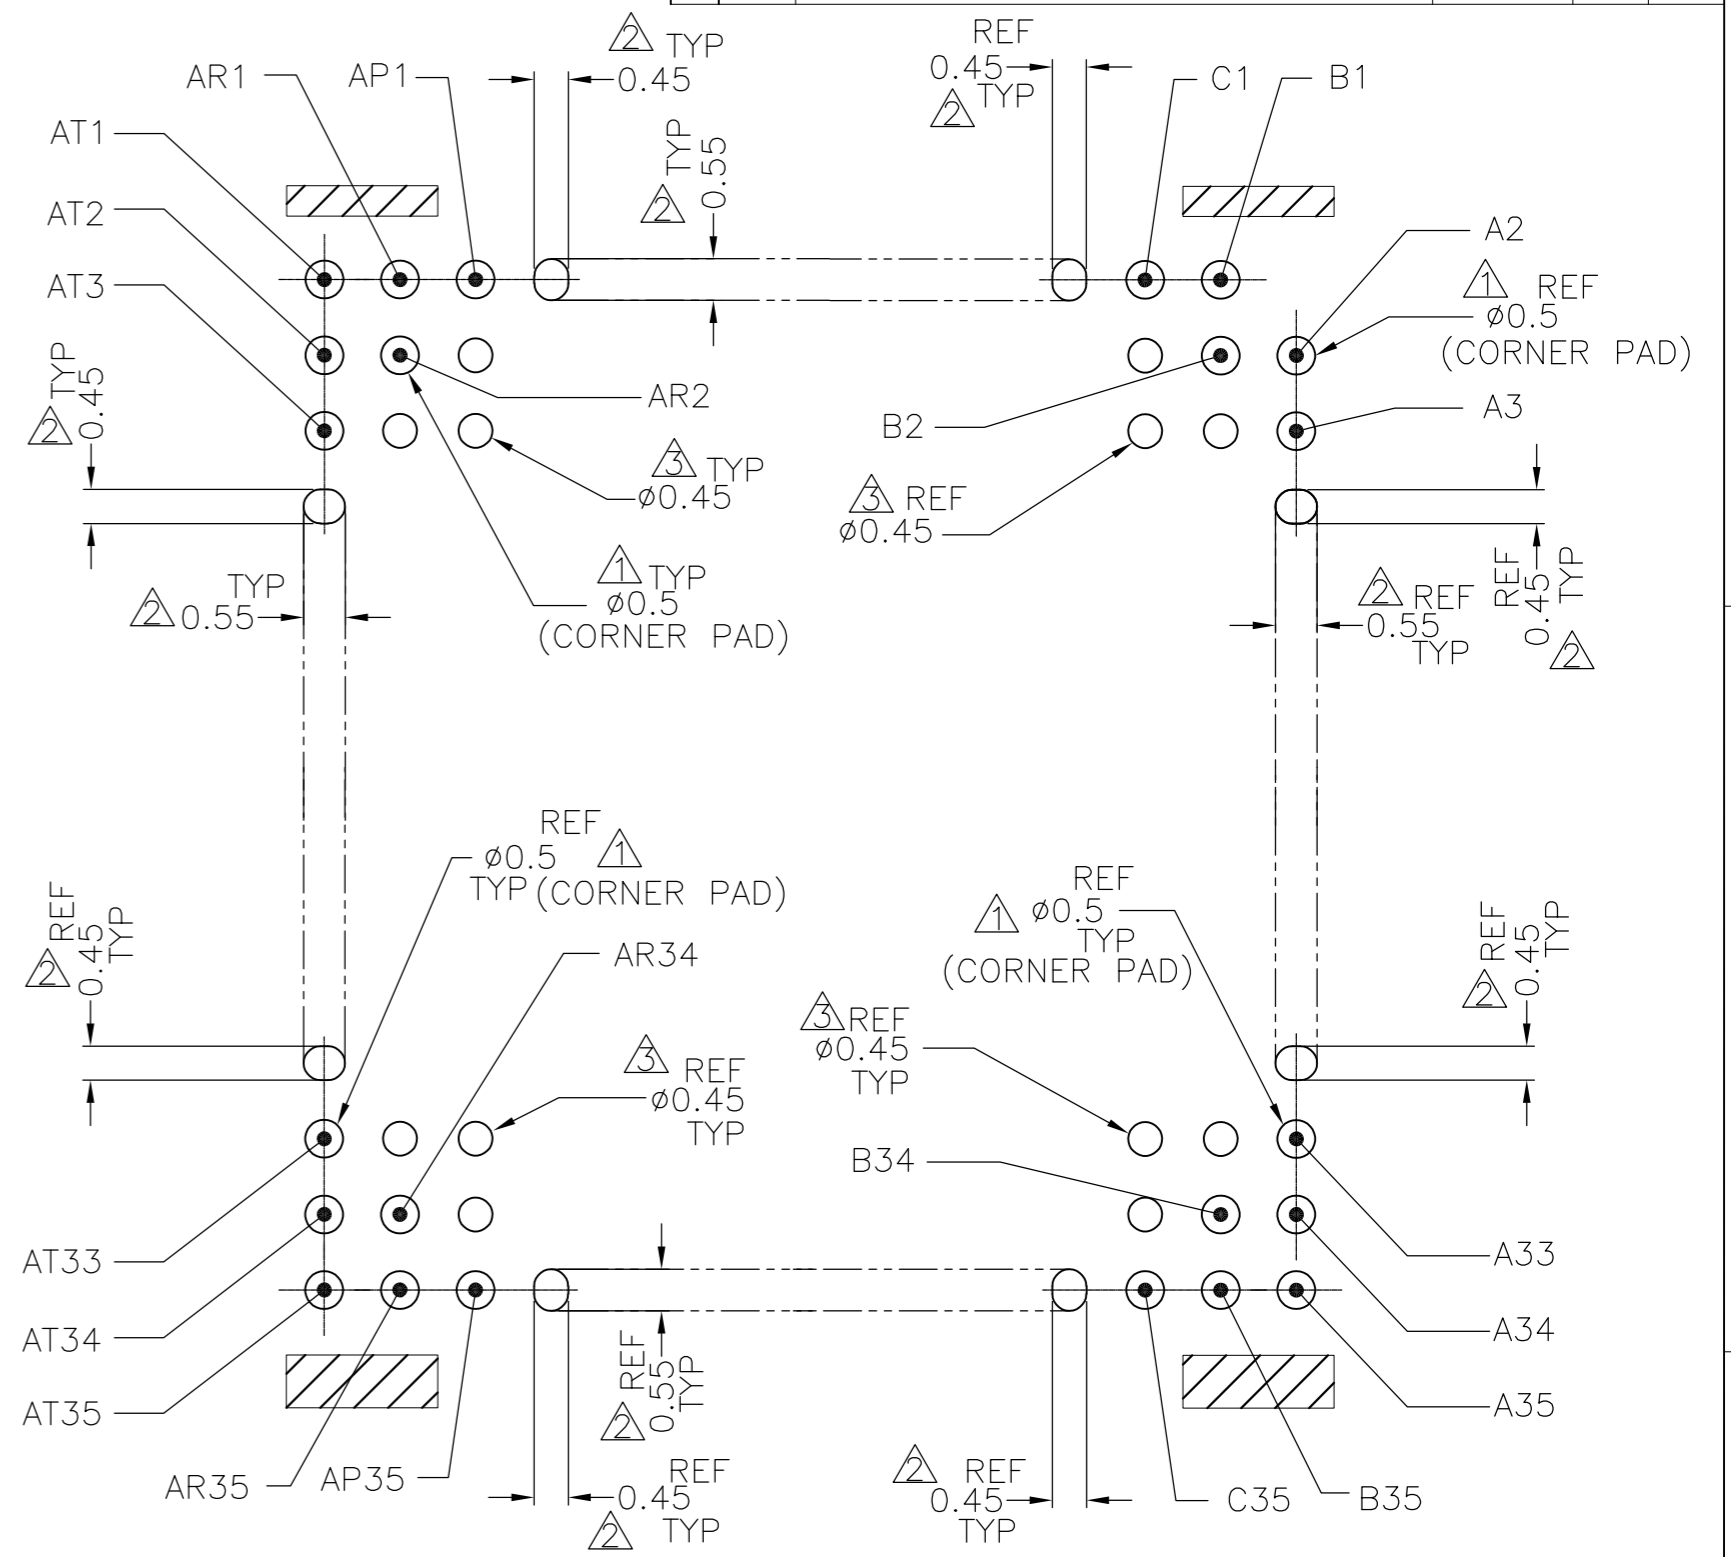 2 TYP
0.45
REF
0.45
TYP
2
AR1
AP1
C1
B1
AT1
2 TYP
0.55
AT2
A2
AT3
1 REF
ø0.5
(CORNER PAD)
2 TYP
0.45
AR2
B2
A3
3 TYP
ø0.45
3 REF
ø0.45
1 TYP
ø0.5
(CORNER PAD)
TYP
2 0.55
2 REF
0.55
TYP
REF
0.45
TYP
2
REF
ø0.5 1
TYP (CORNER PAD)
REF
1 ø0.5
TYP
(CORNER PAD)
2 REF
0.45
TYP
AR34
2 REF
0.45
TYP
3 REF
ø0.45
TYP
3 REF
ø0.45
TYP
B34
AT33
A33
AT34
A34
AT35
A35
2 REF
0.55
TYP
AR35
AP35
REF
0.45
TYP
2
2 REF
0.45
TYP
C35
B35